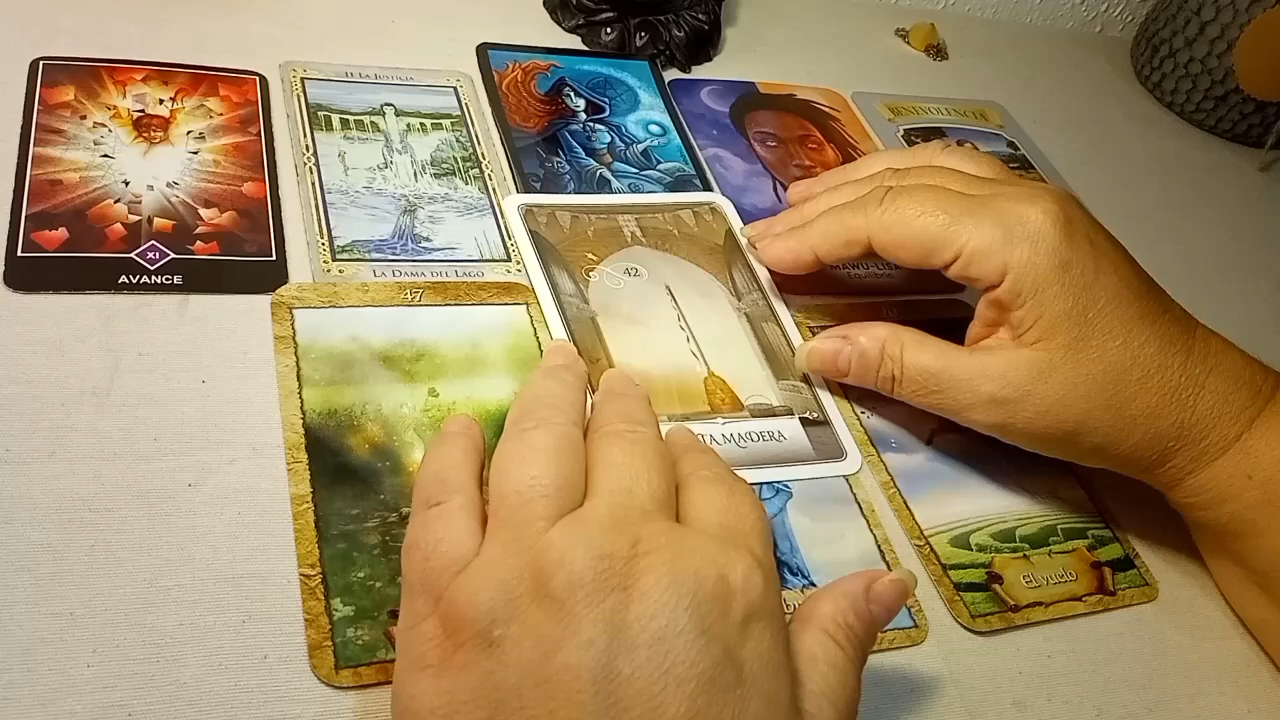 XI
AVANCE
II LA JUSTICIA
LA DAMA DEL LAGO
MAWU-LISA
Equilibrio
BENEVOLENCIA
47
42
TA MADERA
El vuelo